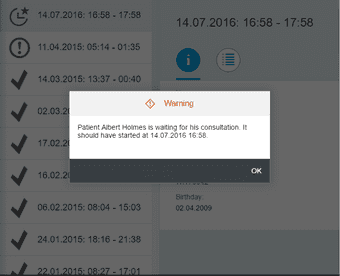 14.07.2016: 16:58 - 17:58
14.07.2016: 16:58 - 17:58
11.04.2015: 05:14 - 01:35
14.03.2015: 13:37 - 00:40
02.03.2
Warning
Patient Albert Holmes is waiting for his consultation. It
should have started at 14.07.2016 16:58.
17.02.
16.02.
OK
Birthday:
02.04.2009
06.02.2015: 08:04 - 15:03
24.01.2015: 18:16 - 21:38
22.01.2015: 08:27 - 17:01